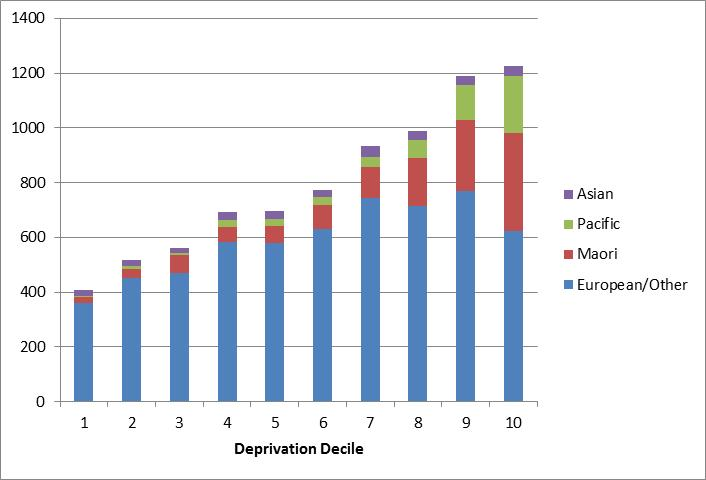 1400
1200
1000
800
600
400
200
0
1 2 3 4 5 6 7 8 9 10
Deprivation Decile
Asian
Pacific
Maori
European/Other